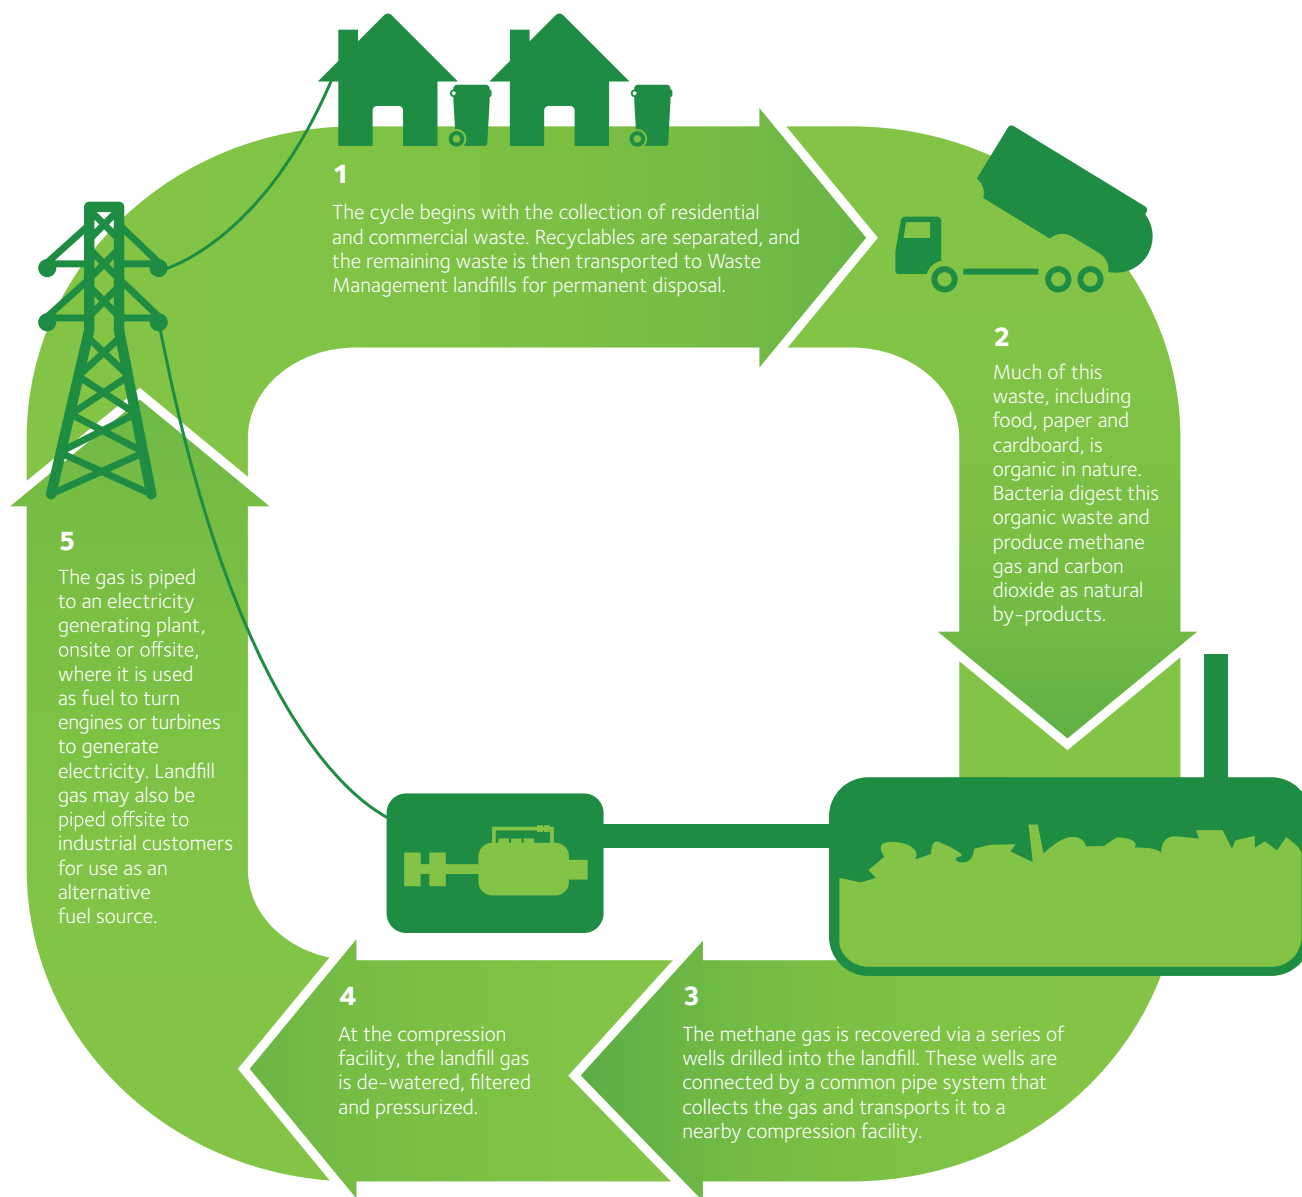 1
The cycle begins with the collection of residential
and commercial waste. Recyclables are separated, and
the remaining waste is then transported to Waste
Management landfills for permanent disposal.
2
Much of this
waste, including
food, paper and
cardboard, is
organic in nature.
Bacteria digest this
organic waste and
produce methane
gas and carbon
dioxide as natural
by-products.
3
The methane gas is recovered via a series of
wells drilled into the landfill. These wells are
connected by a common pipe system that
collects the gas and transports it to a
nearby compression facility.
4
At the compression
facility, the landfill gas
is de-watered, filtered
and pressurized.
5
The gas is piped
to an electricity
generating plant,
onsite or offsite,
where it is used
as fuel to turn
engines or turbines
to generate
electricity. Landfill
gas may also be
piped offsite to
industrial customers
for use as an
alternative
fuel source.